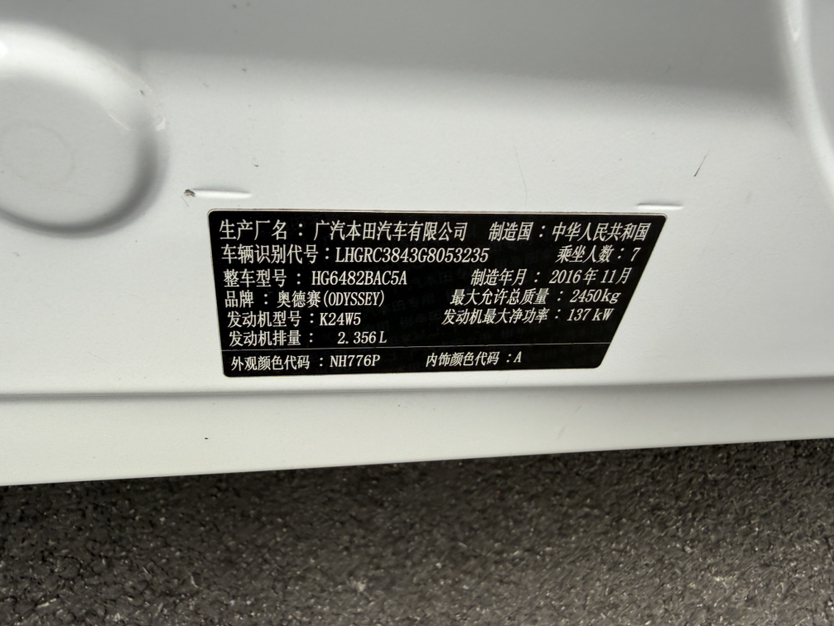 生产厂名：广汽本田汽车有限公司 制造国：中华人民共和国
车辆识别代号：LHGRC3843G8053235 乘坐人数：7
整车型号：HG6482BAC5A 制造年月：2016年11月
品牌：奥德赛(ODYSSEY) 最大允许总质量：2450kg
发动机型号：K24W5 发动机最大净功率：137kW
发动机排量：2.356L
外观颜色代码：NH776P 内饰颜色代码：A